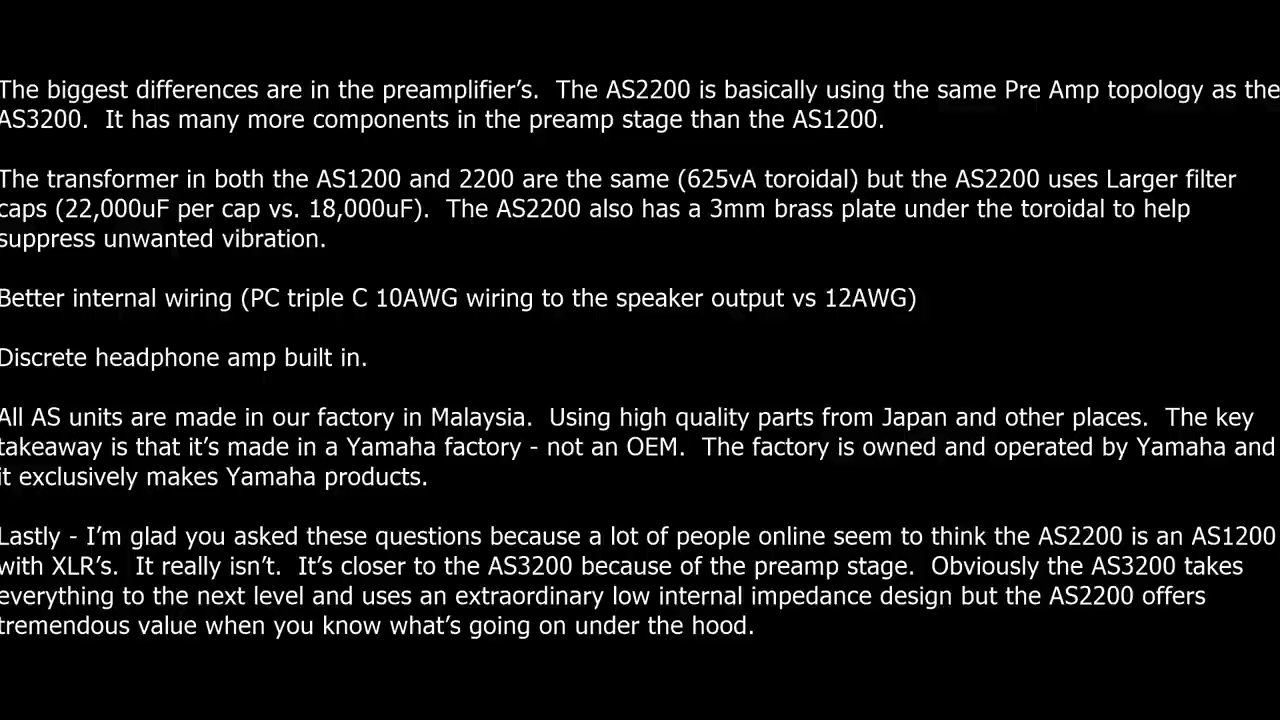 The biggest differences are in the preamplifier’s.  The AS2200 is basically using the same Pre Amp topology as the
AS3200.  It has many more components in the preamp stage than the AS1200.
The transformer in both the AS1200 and 2200 are the same (625vA toroidal) but the AS2200 uses Larger filter
caps (22,000uF per cap vs. 18,000uF).  The AS2200 also has a 3mm brass plate under the toroidal to help
suppress unwanted vibration.
Better internal wiring (PC triple C 10AWG wiring to the speaker output vs 12AWG)
Discrete headphone amp built in.
All AS units are made in our factory in Malaysia.  Using high quality parts from Japan and other places.  The key
takeaway is that it’s made in a Yamaha factory - not an OEM.  The factory is owned and operated by Yamaha and
it exclusively makes Yamaha products.
Lastly - I’m glad you asked these questions because a lot of people online seem to think the AS2200 is an AS1200
with XLR’s.  It really isn’t.  It’s closer to the AS3200 because of the preamp stage.  Obviously the AS3200 takes
everything to the next level and uses an extraordinary low internal impedance design but the AS2200 offers
tremendous value when you know what’s going on under the hood.